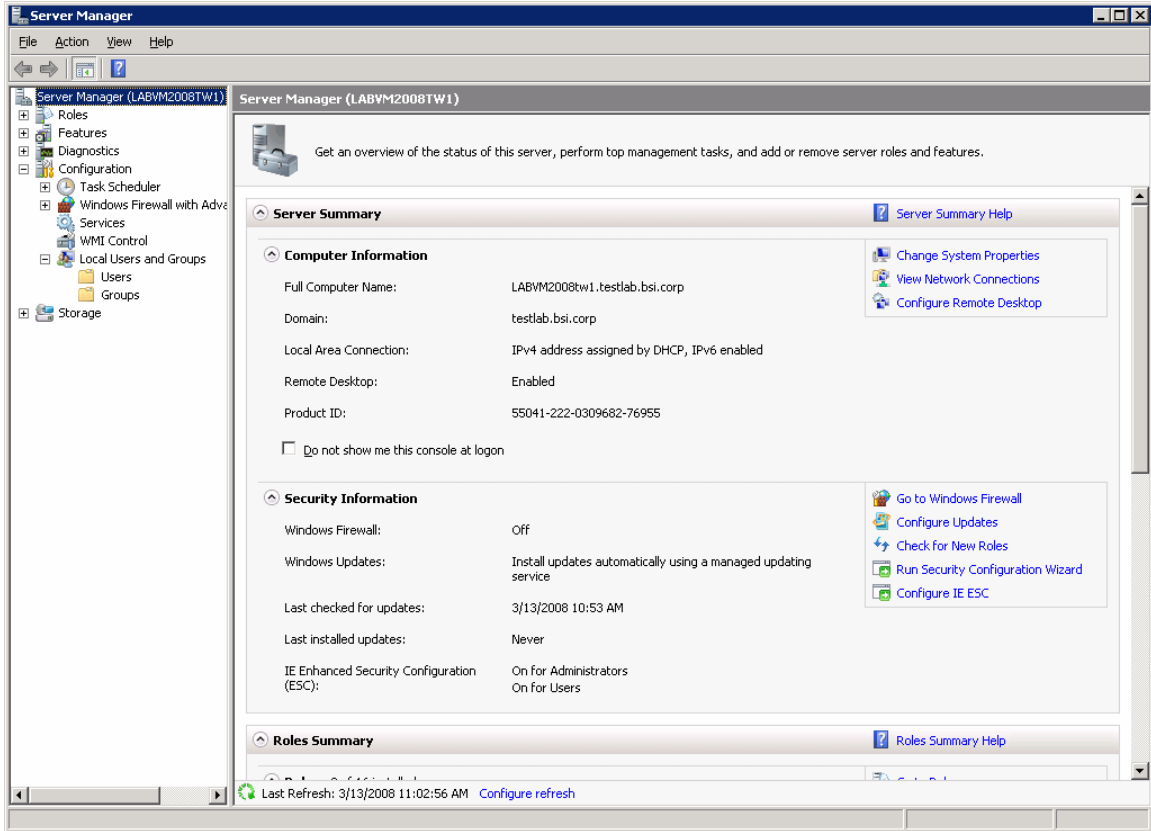 Server Manager
File Action View Help
Server Manager (LABVM2008TW1)
Roles
Features
Diagnostics
Configuration
Task Scheduler
Windows Firewall with Adva
Services
WMI Control
Local Users and Groups
Users
Groups
Storage
Server Manager (LABVM2008TW1)
Get an overview of the status of this server, perform top management tasks, and add or remove server roles and features.
Server Summary
Server Summary Help
Computer Information
Full Computer Name: LABVM2008tw1.testlab.bsi.corp
Domain: testlab.bsi.corp
Local Area Connection: IPv4 address assigned by DHCP, IPv6 enabled
Remote Desktop: Enabled
Product ID: 55041-222-0309682-76955
Do not show me this console at logon
Change System Properties
View Network Connections
Configure Remote Desktop
Security Information
Windows Firewall: Off
Windows Updates: Install updates automatically using a managed updating
service
Last checked for updates: 3/13/2008 10:53 AM
Last installed updates: Never
IE Enhanced Security Configuration On for Administrators
(ESC): On for Users
Go to Windows Firewall
Configure Updates
Check for New Roles
Run Security Configuration Wizard
Configure IE ESC
Roles Summary
Roles Summary Help
Last Refresh: 3/13/2008 11:02:56 AM Configure refresh